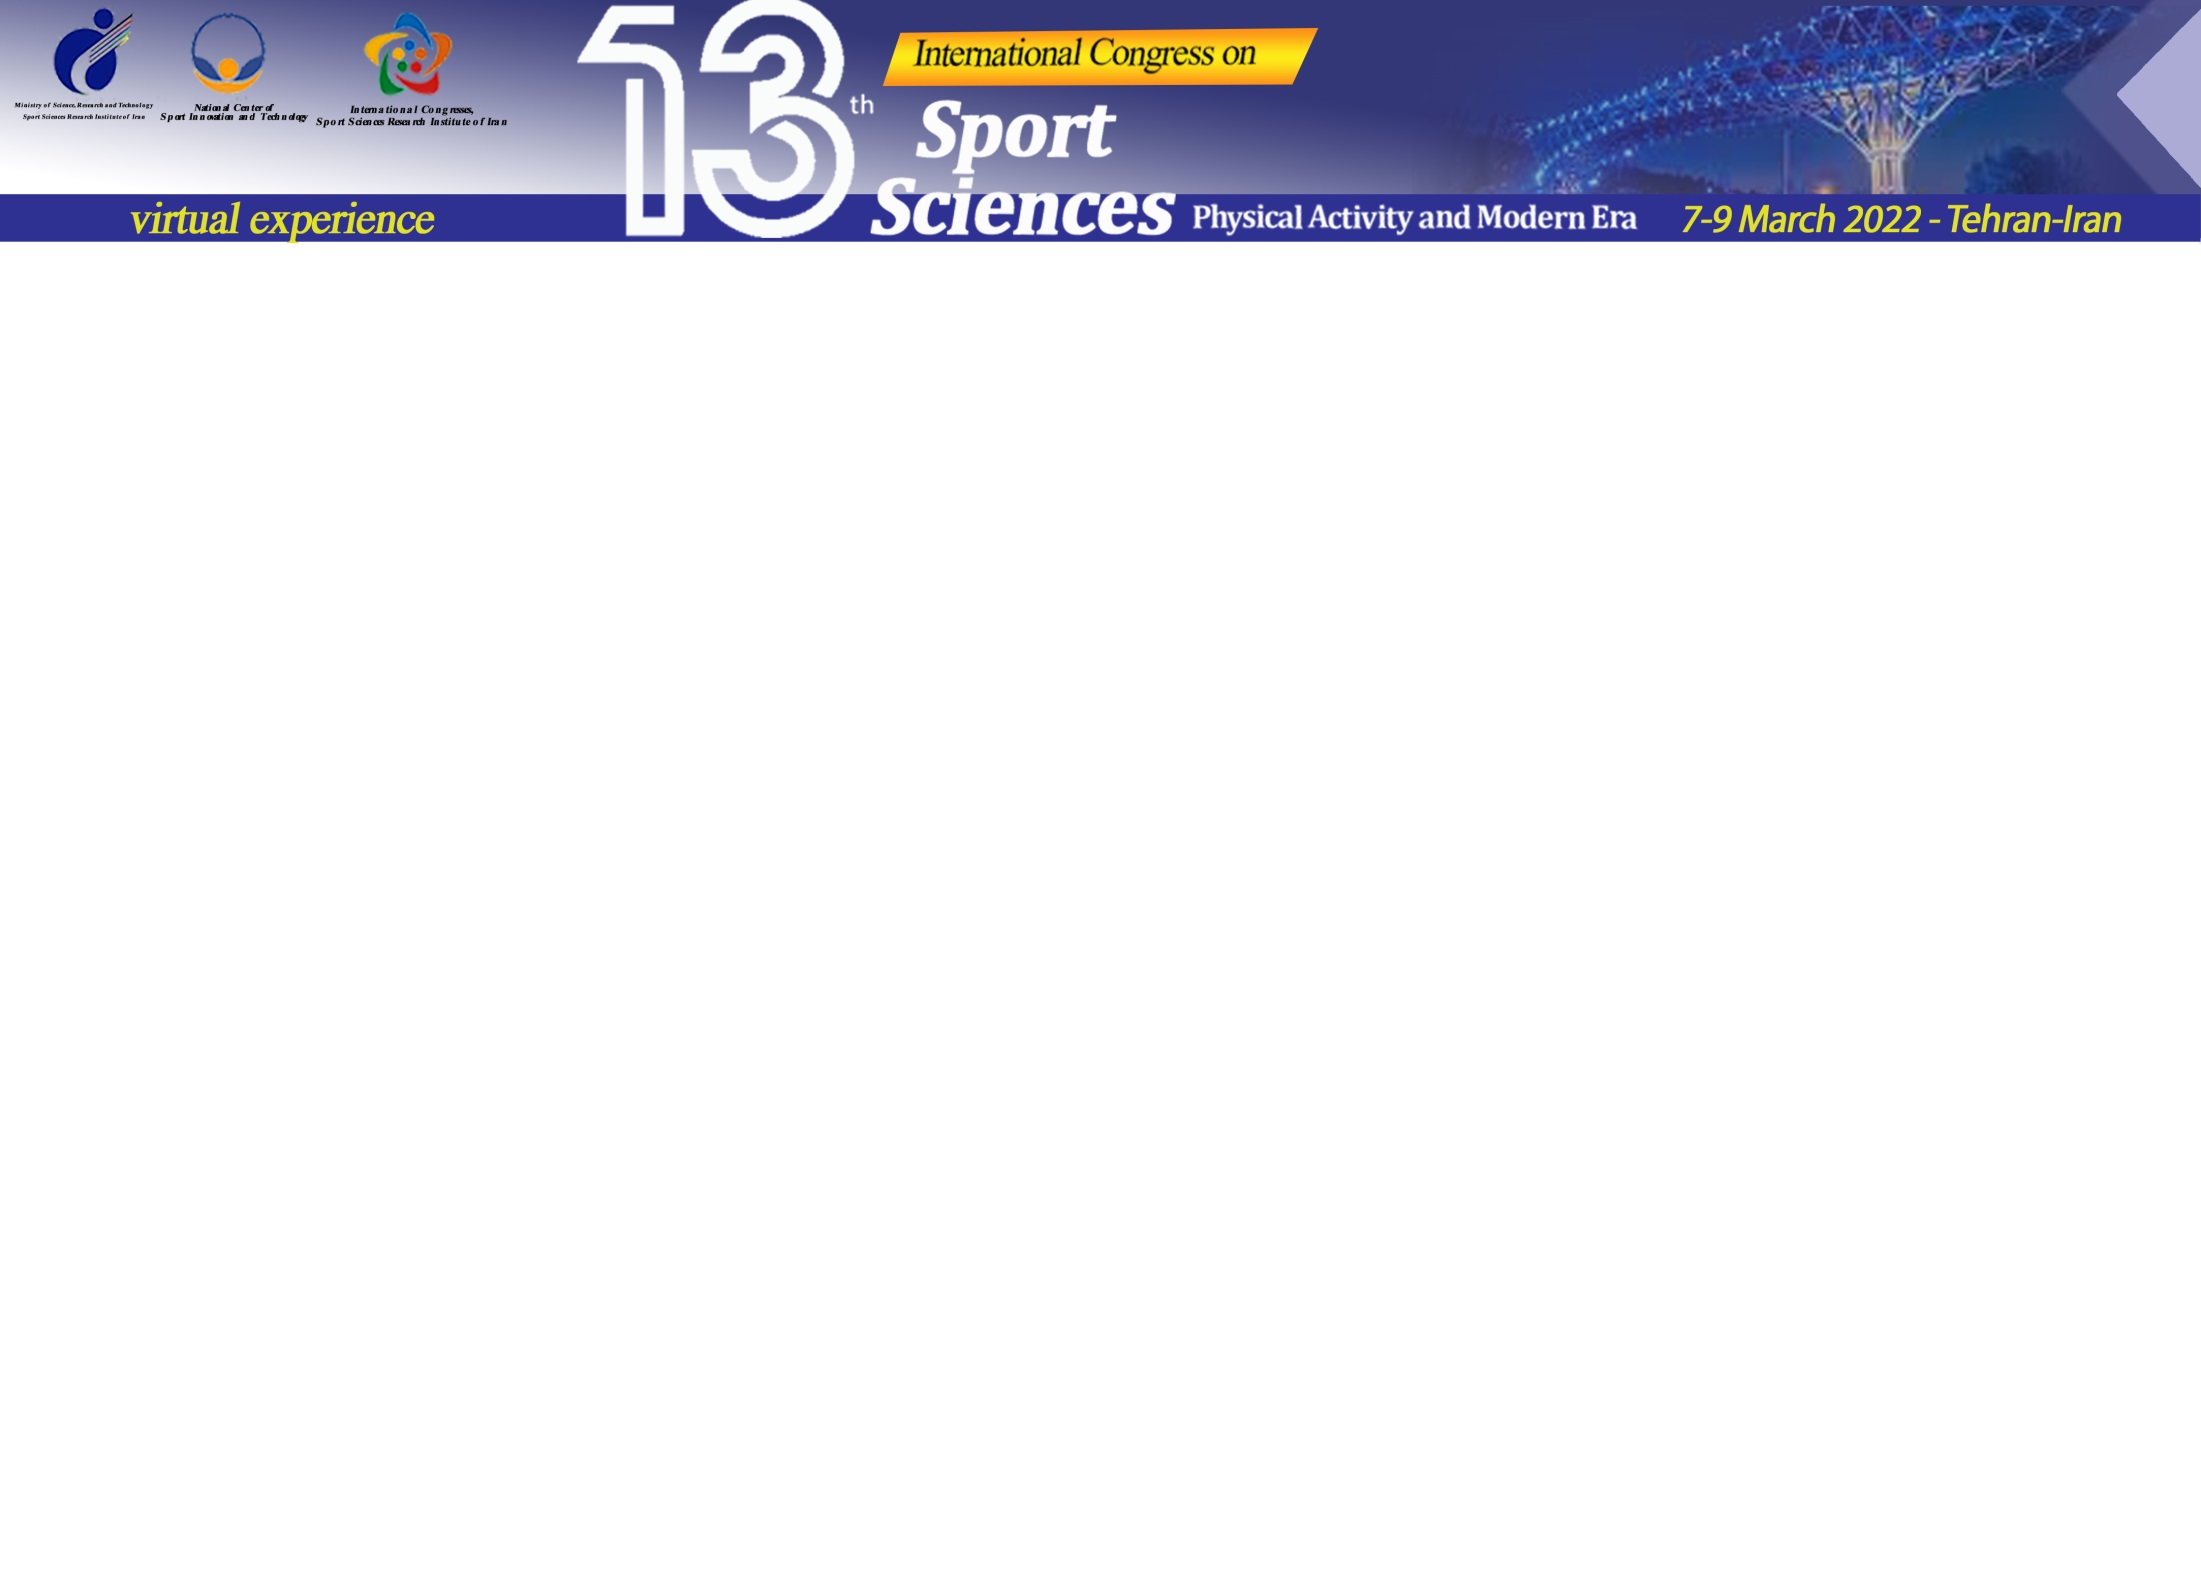 Ministry of Science, Research and Technology
Sport Sciences Research Institute of Iran
National Center of
Sport Innovation and Technology
International Congresses,
Sport Sciences Research Institute of Iran
13th
International Congress on
Sport
Sciences
virtual experience
Physical Activity and Modern Era
7-9 March 2022 - Tehran-Iran